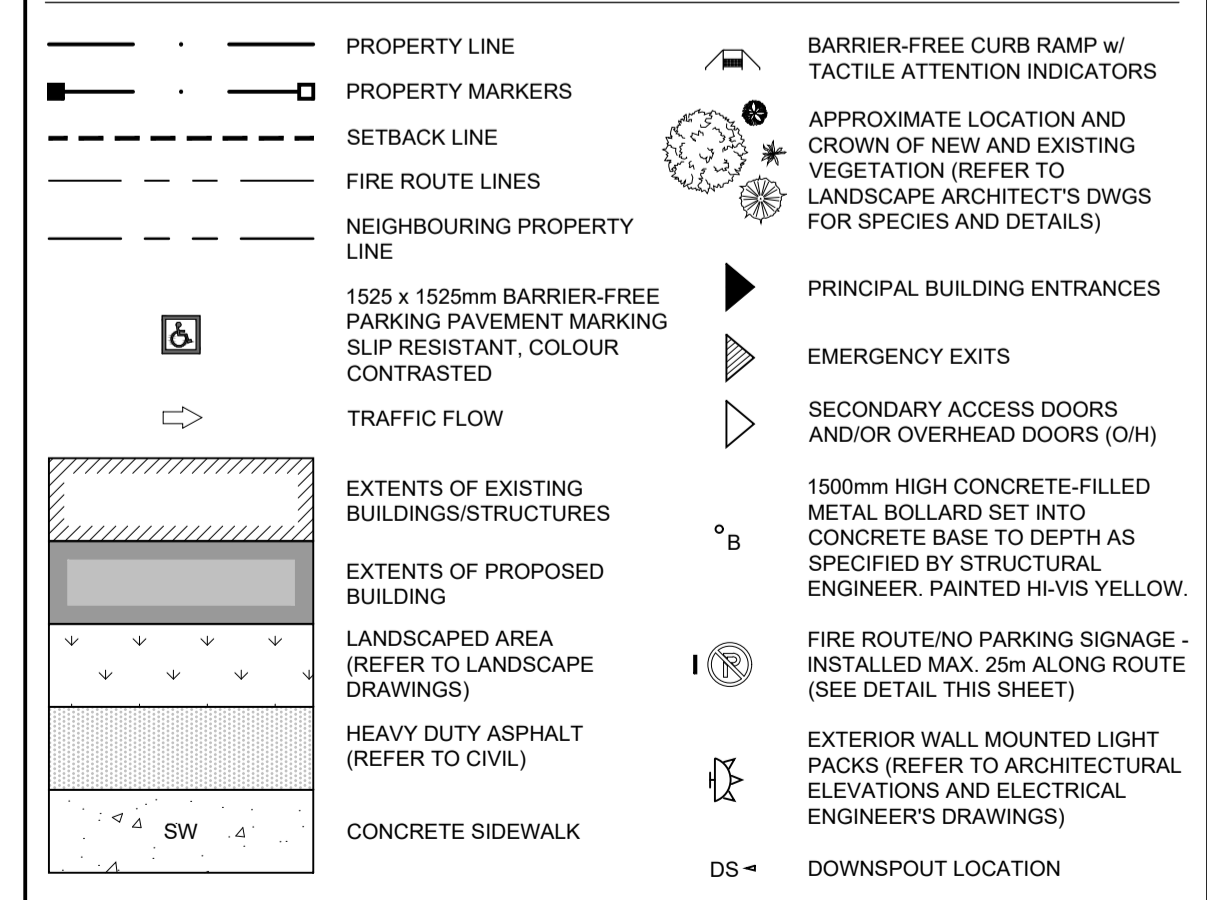 PROPERTY LINE
PROPERTY MARKERS
SETBACK LINE
FIRE ROUTE LINES
NEIGHBOURING PROPERTY
LINE
1525 x 1525mm BARRIER-FREE
PARKING PAVEMENT MARKING
SLIP RESISTANT, COLOUR
CONTRASTED
TRAFFIC FLOW
EXTENTS OF EXISTING
BUILDINGS/STRUCTURES
EXTENTS OF PROPOSED
BUILDING
LANDSCAPED AREA
(REFER TO LANDSCAPE
DRAWINGS)
HEAVY DUTY ASPHALT
(REFER TO CIVIL)
SW
CONCRETE SIDEWALK
BARRIER-FREE CURB RAMP w/
TACTILE ATTENTION INDICATORS
APPROXIMATE LOCATION AND
CROWN OF NEW AND EXISTING
VEGETATION (REFER TO
LANDSCAPE ARCHITECT'S DWGS
FOR SPECIES AND DETAILS)
PRINCIPAL BUILDING ENTRANCES
EMERGENCY EXITS
SECONDARY ACCESS DOORS
AND/OR OVERHEAD DOORS (O/H)
B
1500mm HIGH CONCRETE-FILLED
METAL BOLLARD SET INTO
CONCRETE BASE TO DEPTH AS
SPECIFIED BY STRUCTURAL
ENGINEER. PAINTED HI-VIS YELLOW.
P
FIRE ROUTE/NO PARKING SIGNAGE -
INSTALLED MAX. 25m ALONG ROUTE
(SEE DETAIL THIS SHEET)
EXTERIOR WALL MOUNTED LIGHT
PACKS (REFER TO ARCHITECTURAL
ELEVATIONS AND ELECTRICAL
ENGINEER'S DRAWINGS)
DS
DOWNSPOUT LOCATION